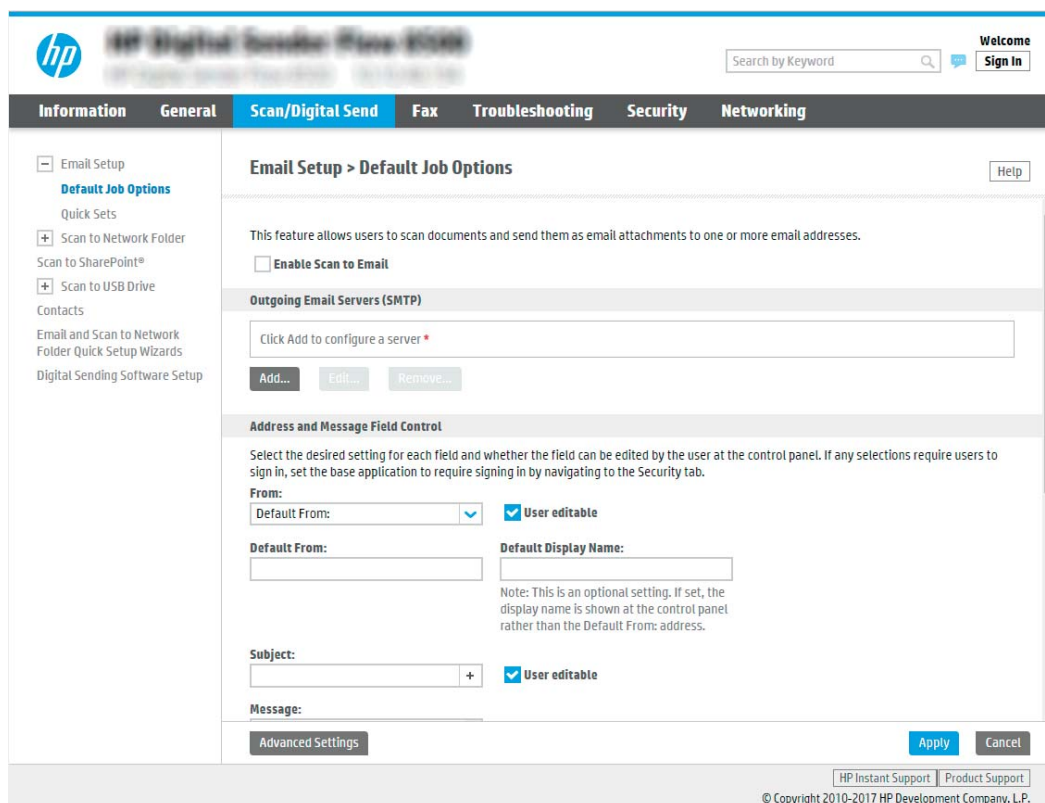 hp
Welcome
Search by Keyword
Sign In
Information General Scan/Digital Send Fax Troubleshooting Security Networking
Email Setup
Default Job Options
Quick Sets
Scan to Network Folder
Scan to SharePoint®
Scan to USB Drive
Contacts
Email and Scan to Network
Folder Quick Setup Wizards
Digital Sending Software Setup
Email Setup > Default Job Options
Help
This feature allows users to scan documents and send them as email attachments to one or more email addresses.
Enable Scan to Email
Outgoing Email Servers (SMTP)
Click Add to configure a server *
Add... Edit... Remove...
Address and Message Field Control
Select the desired setting for each field and whether the field can be edited by the user at the control panel. If any selections require users to
sign in, set the base application to require signing in by navigating to the Security tab.
From:
Default From: User editable
Default From: Default Display Name:
Note: This is an optional setting. If set, the
display name is shown at the control panel
rather than the Default From: address.
Subject:
+ User editable
Message:
Advanced Settings Apply Cancel
HP Instant Support Product Support
© Copyright 2010-2017 HP Development Company, L.P.